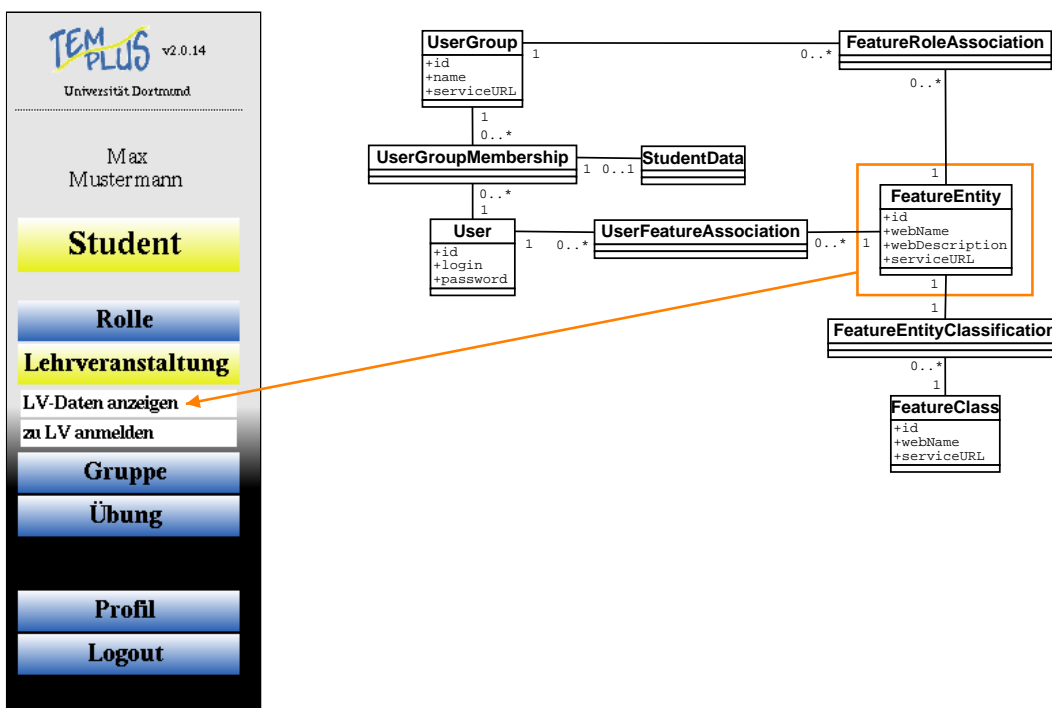 TEMPLUS v2.0.14
Universität Dortmund
Max
Mustermann
Student
Rolle
Lehrveranstaltung
LV-Daten anzeigen
zu LV anmelden
Gruppe
Übung
Profil
Logout
UserGroup
+id
+name
+serviceURL
1
0..*
FeatureRoleAssociation
0..*
1
1
0..*
UserGroupMembership
1
0..1
StudentData
0..*
1
User
+id
+login
+password
1
0..*
UserFeatureAssociation
0..*
1
FeatureEntity
+id
+webName
+webDescription
+serviceURL
1
1
FeatureEntityClassification
0..*
1
FeatureClass
+id
+webName
+serviceURL